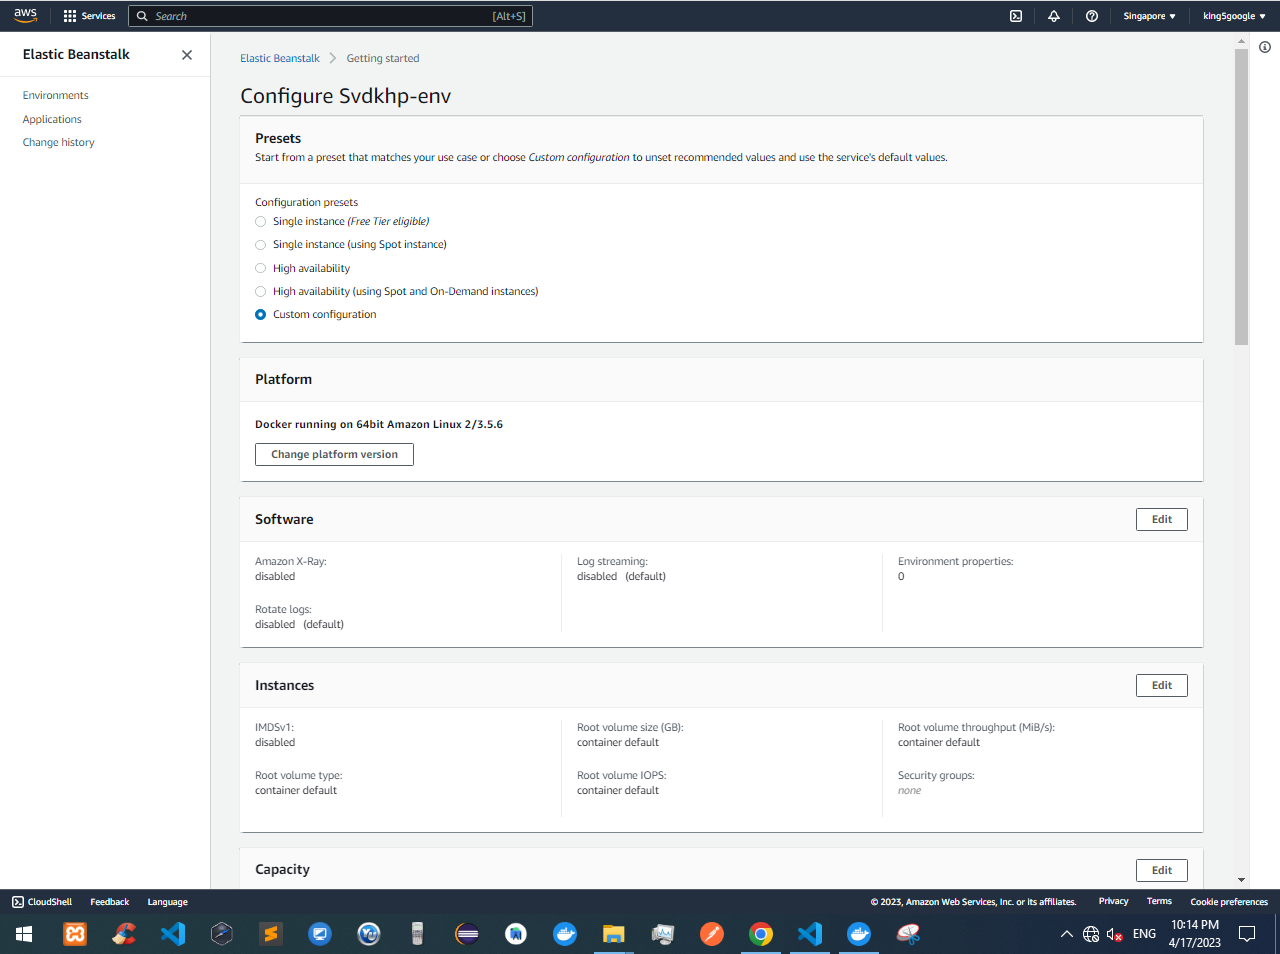 aws Services Search [Alt+S] Singapore king5google
Elastic Beanstalk
Environments
Applications
Change history
Elastic Beanstalk Getting started
Configure Svdkhp-env
Presets
Start from a preset that matches your use case or choose Custom configuration to unset recommended values and use the service's default values.
Configuration presets
Single instance (Free Tier eligible)
Single instance (using Spot instance)
High availability
High availability (using Spot and On-Demand instances)
Custom configuration
Platform
Docker running on 64bit Amazon Linux 2/3.5.6
Change platform version
Software Edit
Amazon X-Ray: Log streaming: Environment properties:
disabled disabled (default) 0
Rotate logs:
disabled (default)
Instances Edit
IMDSv1: Root volume size (GB): Root volume throughput (MiB/s):
disabled container default container default
Root volume type: Root volume IOPS: Security groups:
container default container default none
Capacity Edit
CloudShell Feedback Language © 2023, Amazon Web Services, Inc. or its affiliates. Privacy Terms Cookie preferences
ENG 10:14 PM
4/17/2023